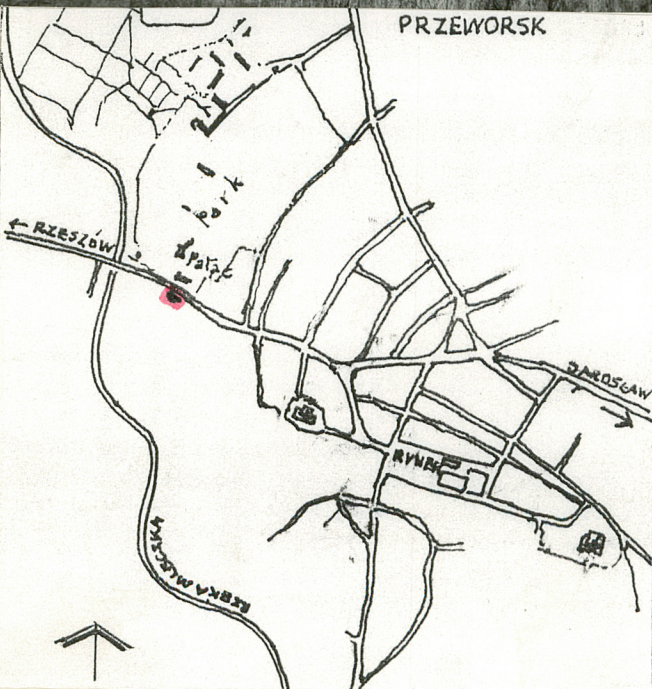 PRZEWORSK
← RZESZÓW
Park
Pałac
JAROSŁAW
RYNEK
RZEKA MLECZKA